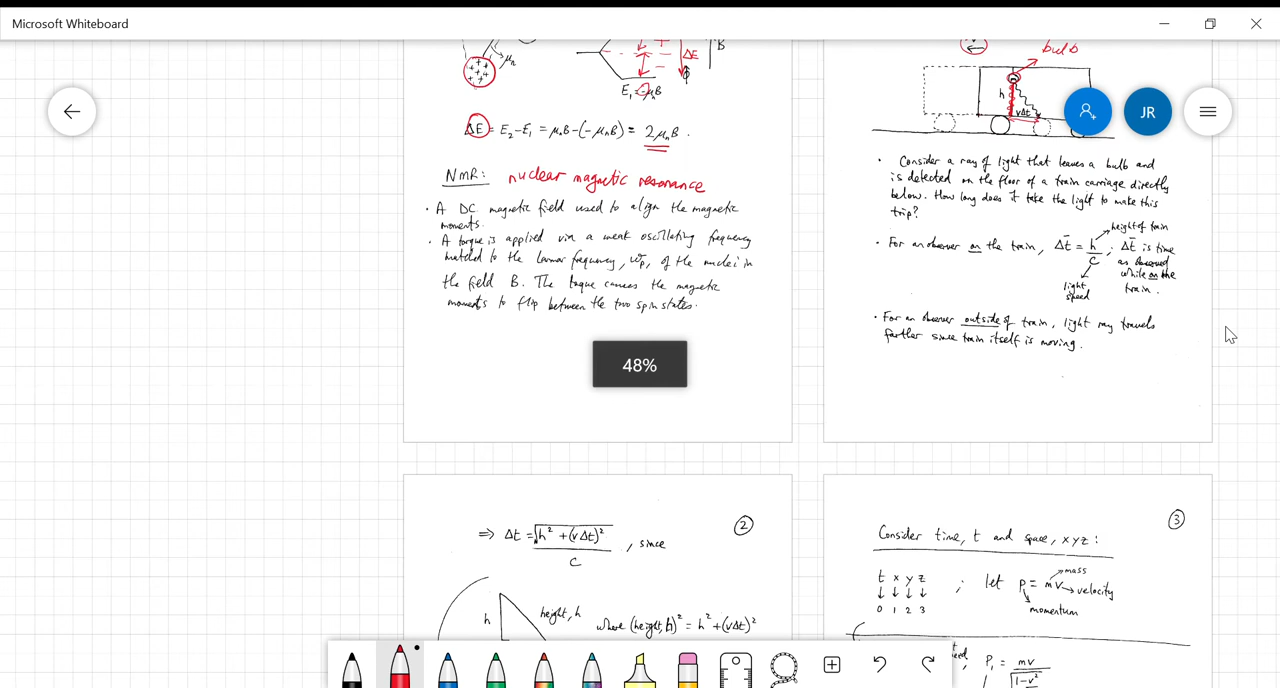 Microsoft Whiteboard
μn
ΔE
B
E1 = -μnB
ΔE = E2-E1 = μnB-(-μnB) = 2μnB.
NMR: nuclear magnetic resonance
· A DC magnetic field used to align the magnetic
moments.
· A torque is applied via a weak oscillating frequency
matched to the Larmor frequency, ωp, of the nuclei in
the field B. The torque causes the magnetic
moments to flip between the two spin states.
48%
bulb
h
vΔt
JR
· Consider a ray of light that leaves a bulb and
is detected on the floor of a train carriage directly
below. How long does it take the light to make this
trip?
height of train
· For an observer on the train, Δt̄ = h/c . Δt̄ is time
as observed
while on the
train.
light
speed
· For an observer outside of train, light ray travels
farther since train itself is moving.
2
⇒ Δt = √(h² + (vΔt)²)/c , since
h
height, h
where (height, h)² = h² + (vΔt)²
3
Consider time, t and space, xyz:
t x y z
↓ ↓ ↓ ↓
0 1 2 3
; let p = mv
mass
velocity
momentum
P1 = mv
1-v²